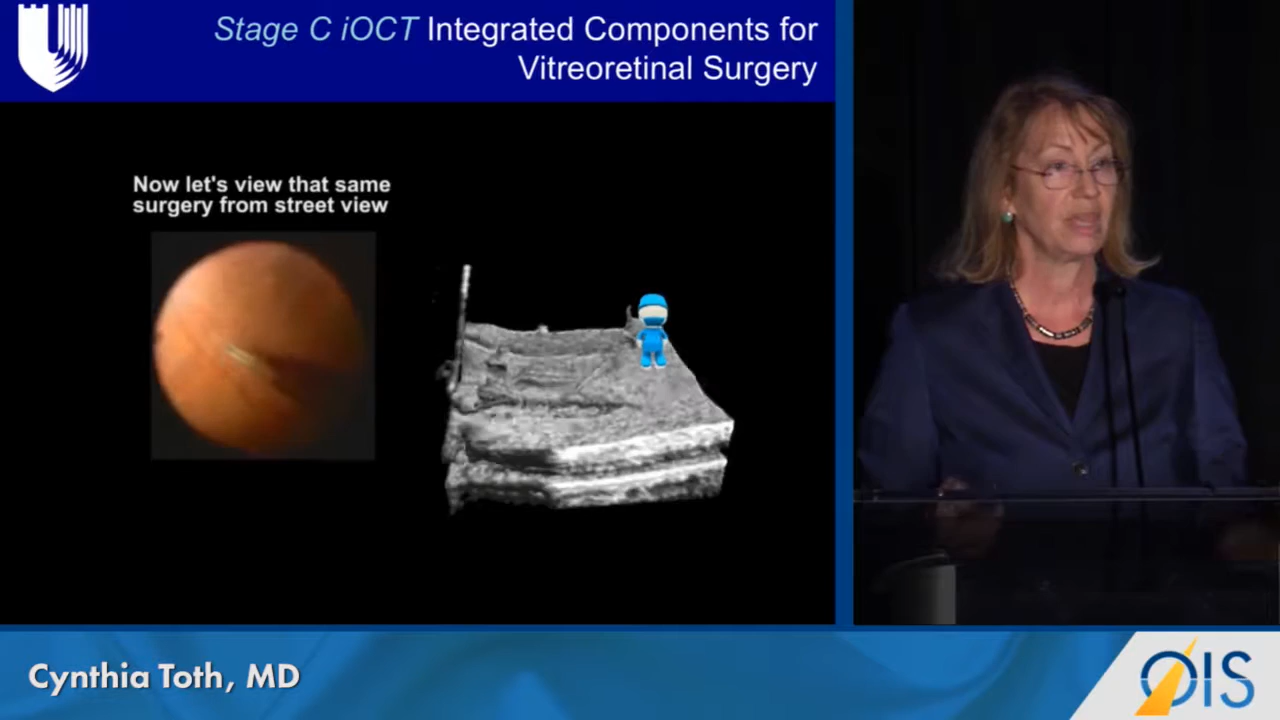 Stage C iOCT Integrated Components for
Vitreoretinal Surgery
Now let's view that same
surgery from street view
Cynthia Toth, MD
OIS